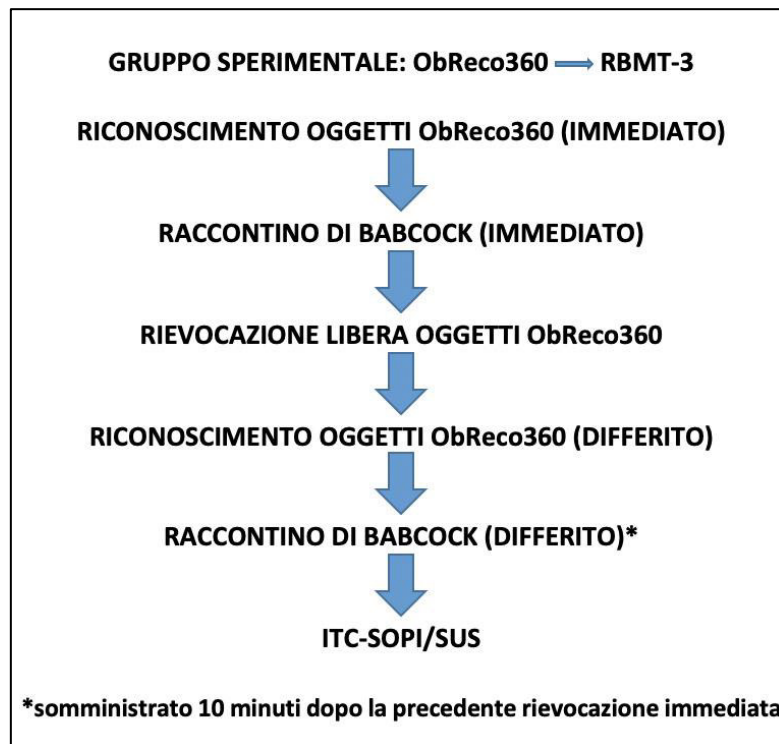 GRUPPO SPERIMENTALE: ObReco360 RBMT-3
RICONOSCIMENTO OGGETTI ObReco360 (IMMEDIATO)
RACCONTINO DI BABCOCK (IMMEDIATO)
RIEVOCAZIONE LIBERA OGGETTI ObReco360
RICONOSCIMENTO OGGETTI ObReco360 (DIFFERITO)
RACCONTINO DI BABCOCK (DIFFERITO)*
ITC-SOPI/SUS
*somministrato 10 minuti dopo la precedente rievocazione immediata